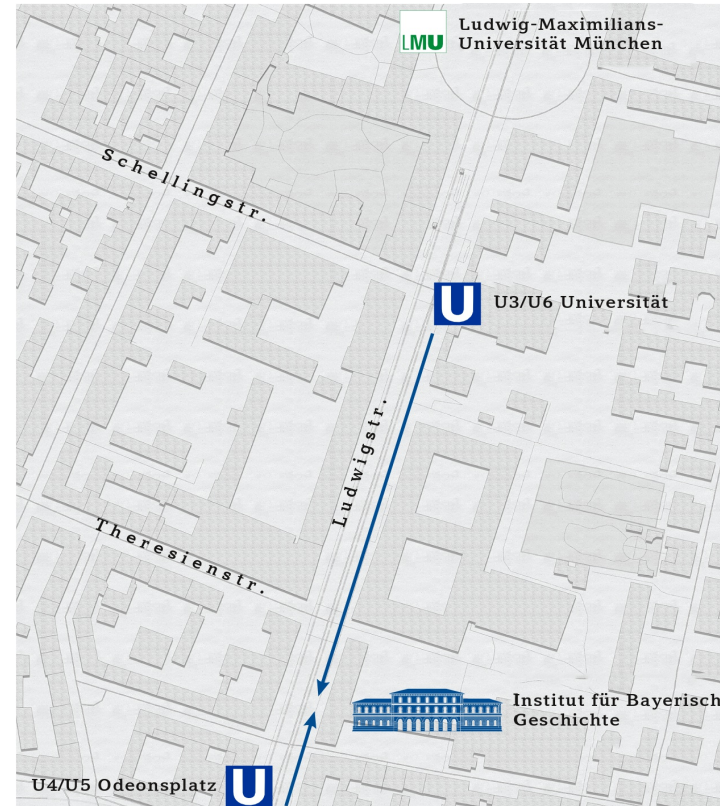 LMU
Ludwig-Maximilians-
Universität München
Schellingstr.
U
U3/U6 Universität
Ludwigstr.
Theresienstr.
Institut für Bayerisch
Geschichte
U4/U5 Odeonsplatz
U